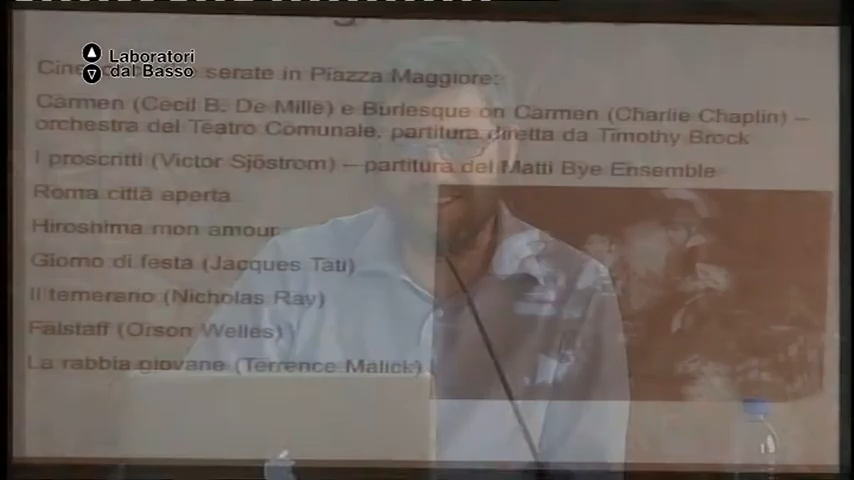 Laboratori
dal Basso
serate in Piazza Maggiore:
Carmen (Cecil B. De Mille) e Burlesque on Carmen (Charlie Chaplin) –
orchestra del Teatro Comunale, partitura diretta da Timothy Brock
I proscritti (Victor Sjöstrom) – partitura del Matti Bye Ensemble
Roma città aperta
Hiroshima mon amour
Giorno di festa (Jacques Tati)
Il temerario (Nicholas Ray)
Falstaff (Orson Welles)
La rabbia giovane (Terrence Malick)